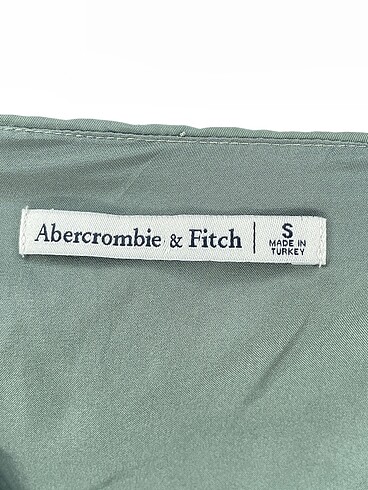 Abercrombie & Fitch
S
MADE IN
TURKEY